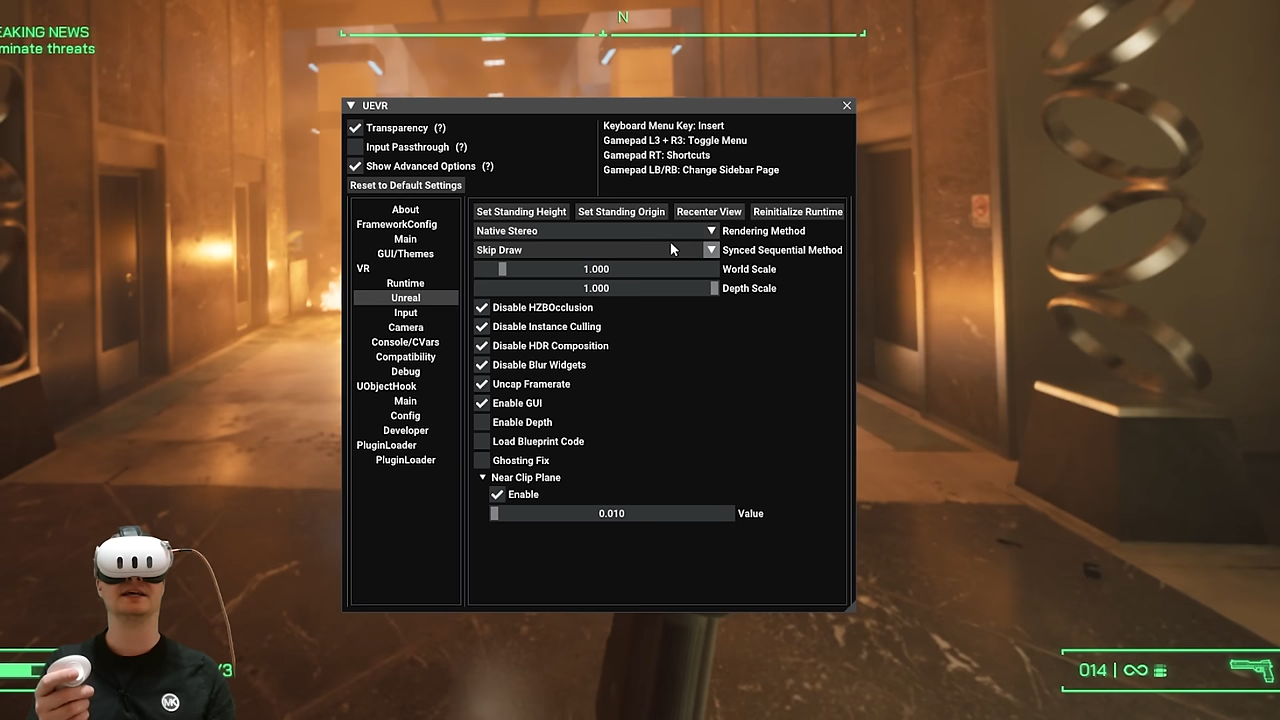 EAKING NEWS
minate threats
N
UEVR
Transparency (?)
Input Passthrough (?)
Show Advanced Options (?)
Reset to Default Settings
Keyboard Menu Key: Insert
Gamepad L3 + R3: Toggle Menu
Gamepad RT: Shortcuts
Gamepad LB/RB: Change Sidebar Page
About
FrameworkConfig
Main
GUI/Themes
VR
Runtime
Unreal
Input
Camera
Console/CVars
Compatibility
Debug
UObjectHook
Main
Config
Developer
PluginLoader
PluginLoader
Set Standing Height Set Standing Origin Recenter View Reinitialize Runtime
Native Stereo Rendering Method
Skip Draw Synced Sequential Method
1.000 World Scale
1.000 Depth Scale
Disable HZBOcclusion
Disable Instance Culling
Disable HDR Composition
Disable Blur Widgets
Uncap Framerate
Enable GUI
Enable Depth
Load Blueprint Code
Ghosting Fix
Near Clip Plane
Enable
0.010 Value
/3
MK
014 | ∞